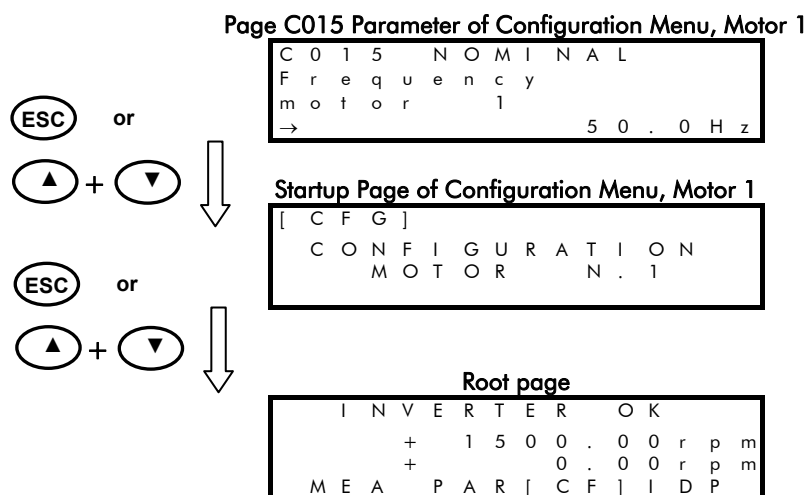 Page C015 Parameter of Configuration Menu, Motor 1
C015 NOMINAL
Frequency
motor 1
→ 50.0Hz
ESC or
▲ + ▼
Startup Page of Configuration Menu, Motor 1
[CFG]
CONFIGURATION
MOTOR N.1
ESC or
▲ + ▼
Root page
INVERTER OK
+ 1500.00rpm
+ 0.00rpm
MEA PAR[CF]IDP